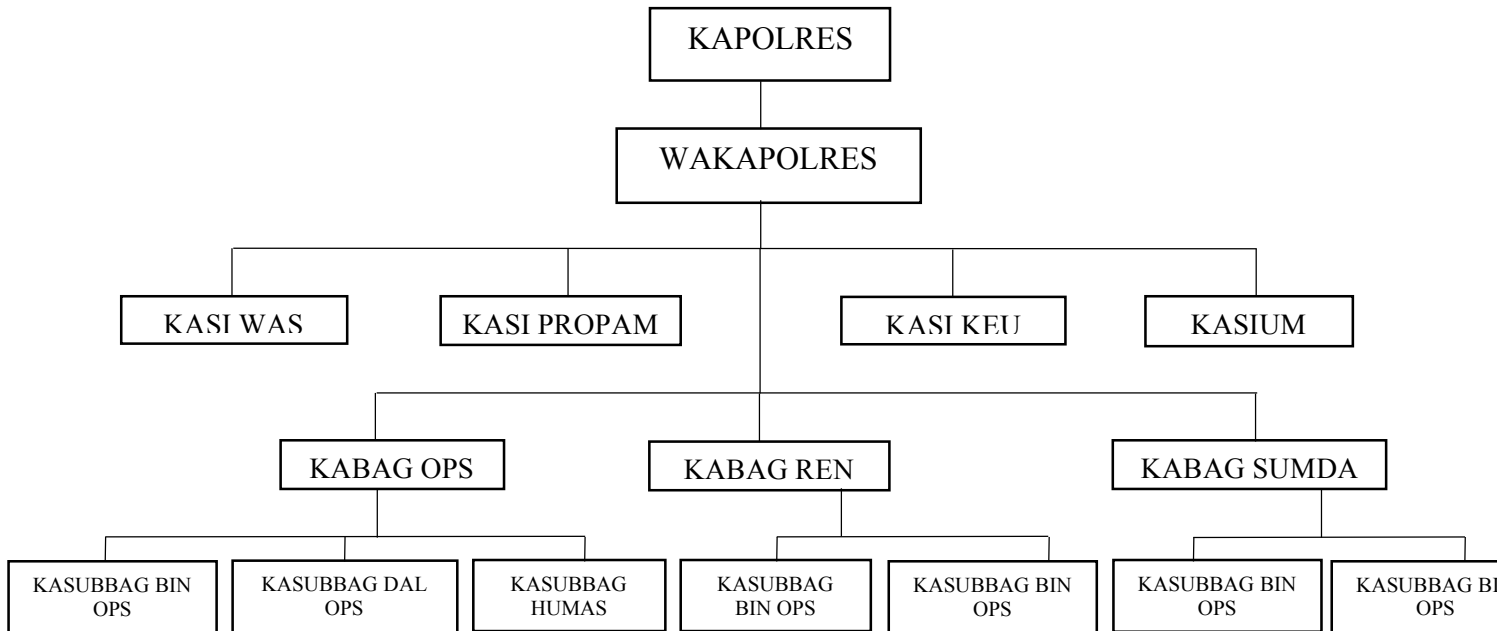 KAPOLRES
WAKAPOLRES
KASI WAS
KASI PROPAM
KASI KEU
KASIUM
KABAG OPS
KABAG REN
KABAG SUMDA
KASUBBAG BIN
OPS
KASUBBAG DAL
OPS
KASUBBAG
HUMAS
KASUBBAG
BIN OPS
KASUBBAG BIN
OPS
KASUBBAG BIN
OPS
KASUBBAG
OPS